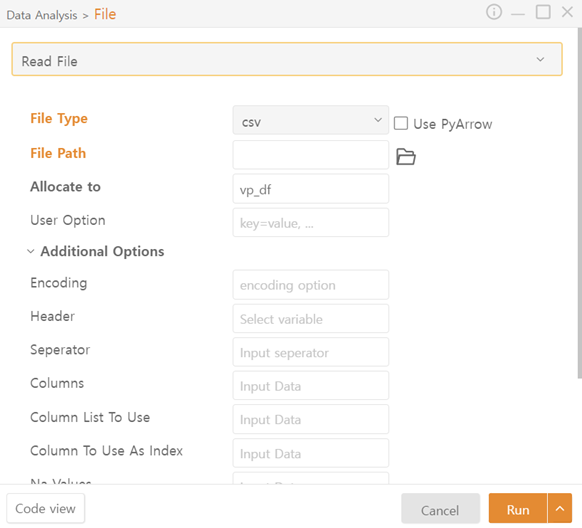 Data Analysis > File
Read File
File Type csv Use PyArrow
File Path
Allocate to vp_df
User Option key=value, ...
Additional Options
Encoding encoding option
Header Select variable
Seperator Input seperator
Columns Input Data
Column List To Use Input Data
Column To Use As Index Input Data
Na Values Input Data
Code view Cancel Run